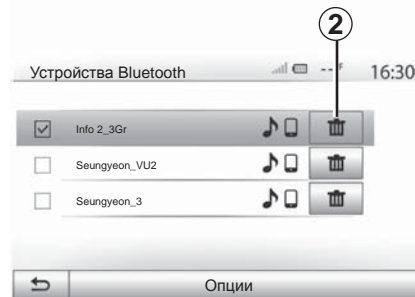 2
Устройства Bluetooth --- °F 16:30
Info 2_3Gr
Seungyeon_VU2
Seungyeon_3
Опции